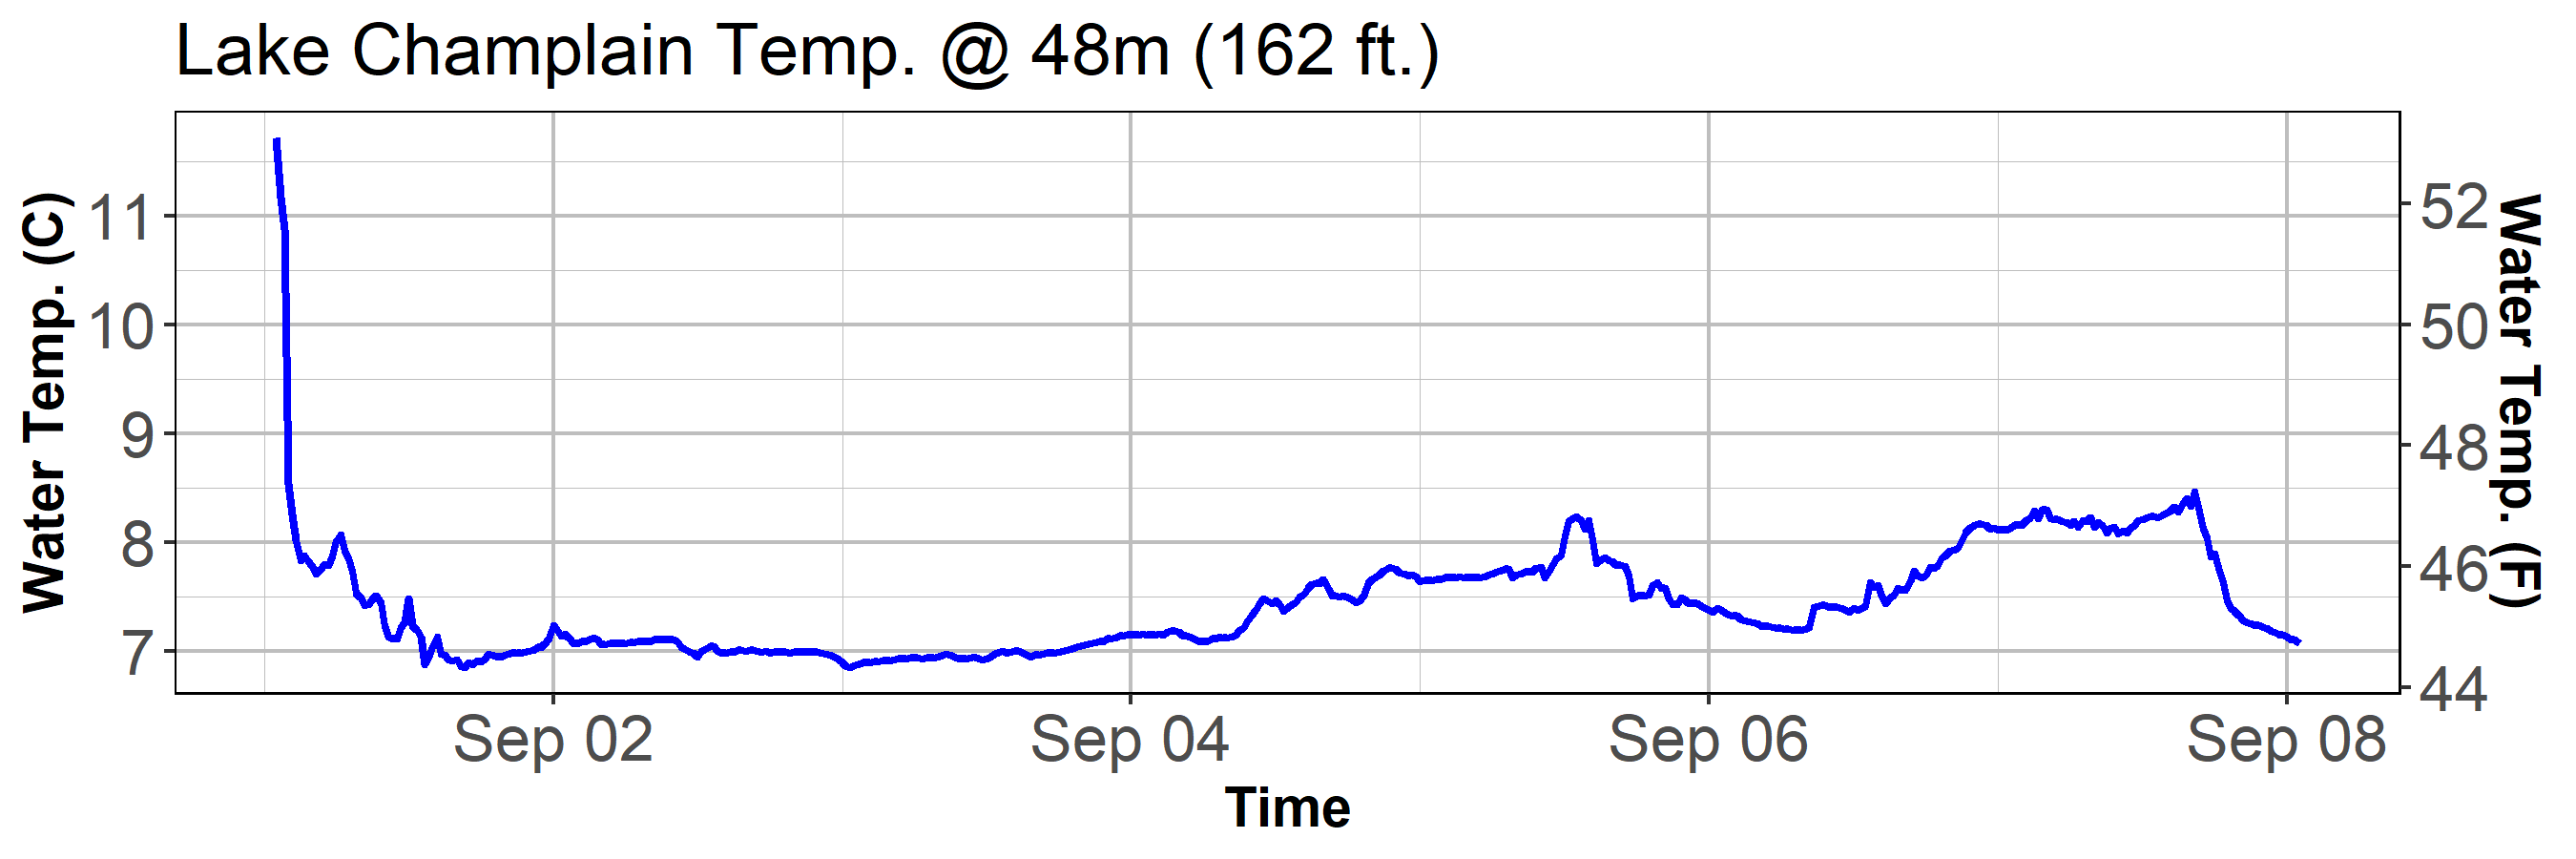 Lake Champlain Temp. @ 48m (162 ft.)
Water Temp. (C)
11
10
9
8
7
52
50
48
46
44
Water Temp. (F)
Sep 02
Sep 04
Sep 06
Sep 08
Time